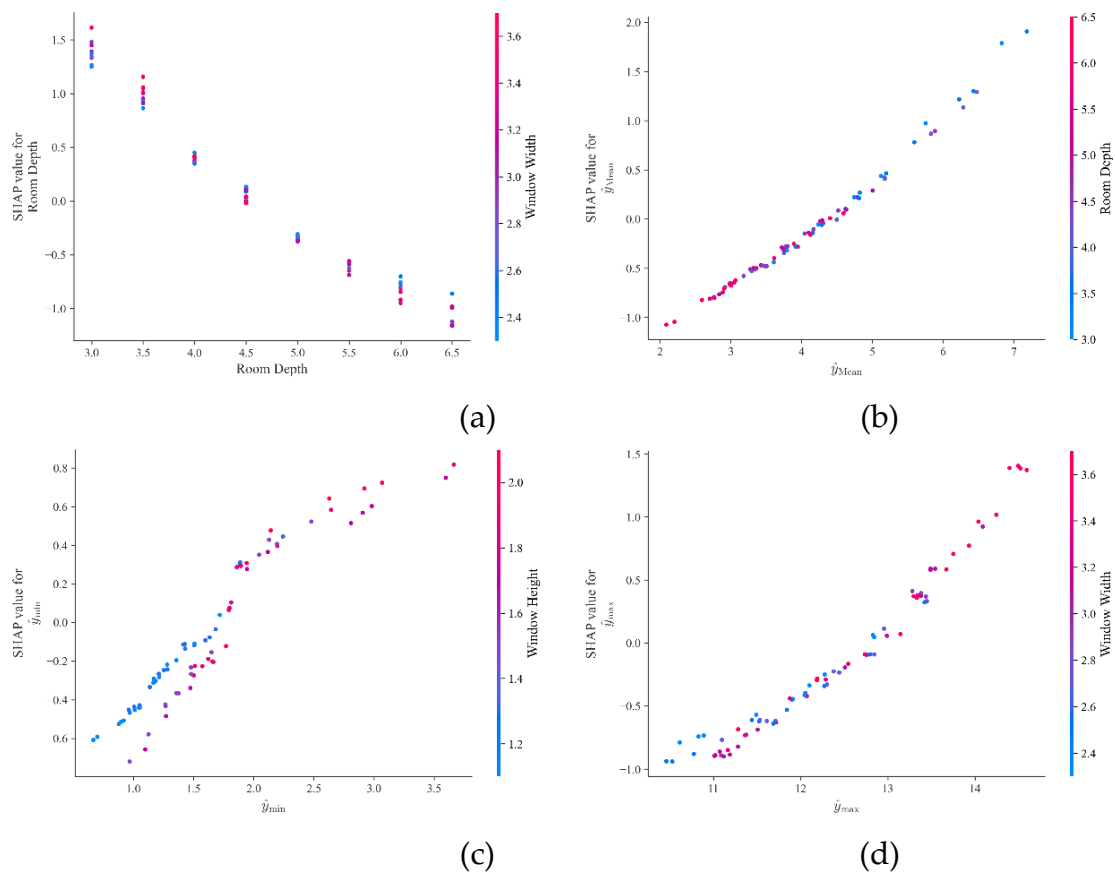 1.5
1.0
0.5
0.0
−0.5
−1.0
SHAP value for
Room Depth
3.0 3.5 4.0 4.5 5.0 5.5 6.0 6.5
Room Depth
3.6
3.4
3.2
3.0
2.8
2.6
2.4
Window Width
(a)
2.0
1.5
1.0
0.5
0.0
−0.5
−1.0
SHAP value for
ŷMean
2 3 4 5 6 7
ŷMean
6.5
6.0
5.5
5.0
4.5
4.0
3.5
3.0
Room Depth
(b)
0.8
0.6
0.4
0.2
0.0
−0.2
0.4
0.6
SHAP value for
ŷmin
1.0 1.5 2.0 2.5 3.0 3.5
ŷmin
2.0
1.8
1.6
1.4
1.2
Window Height
(c)
1.5
1.0
0.5
0.0
−0.5
−1.0
SHAP value for
ŷmax
11 12 13 14
ŷmax
3.6
3.4
3.2
3.0
2.8
2.6
2.4
Window Width
(d)